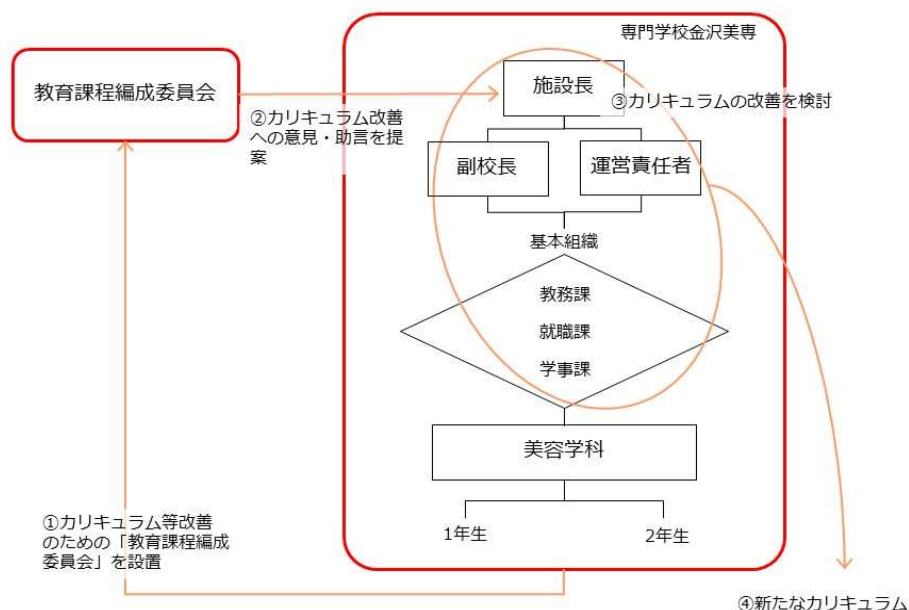 専門学校金沢美専
教育課程編成委員会
施設長
③カリキュラムの改善を検討
②カリキュラム改善
への意見・助言を提
案
副校長
運営責任者
基本組織
教務課
就職課
学事課
美容学科
①カリキュラム等改善
のための「教育課程編成
委員会」を設置
1年生
2年生
④新たなカリキュラム